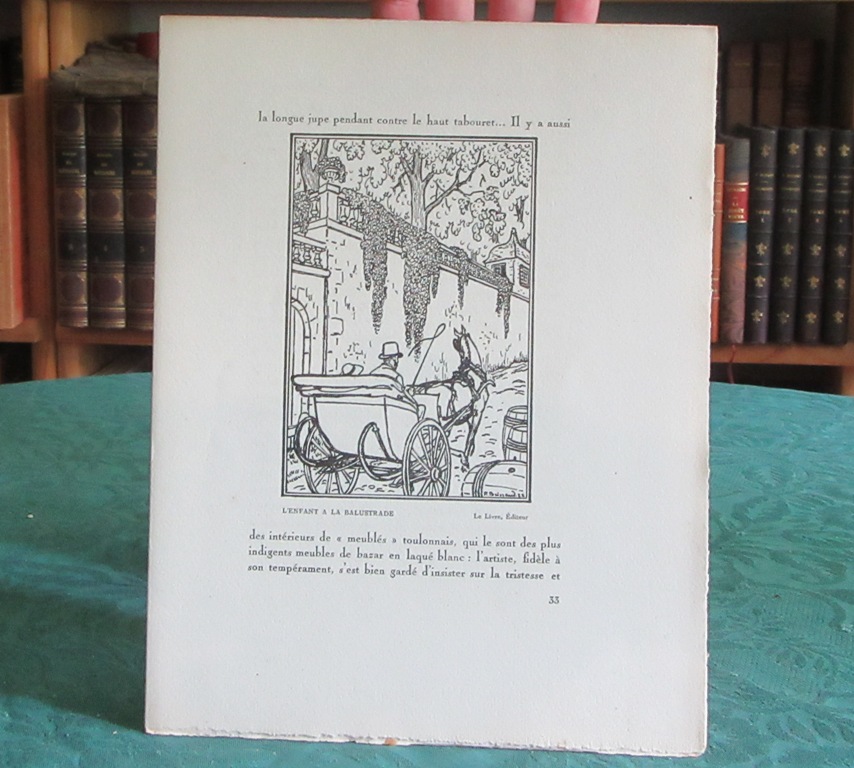 la longue jupe pendant contre le haut tabouret... Il y a aussi
L'ENFANT A LA BALUSTRADE
Le Livre, Éditeur
des intérieurs de « meublés » toulonnais, qui le sont des plus
indigents meubles de bazar en laqué blanc : l'artiste, fidèle à
son tempérament, s'est bien gardé d'insister sur la tristesse et
33